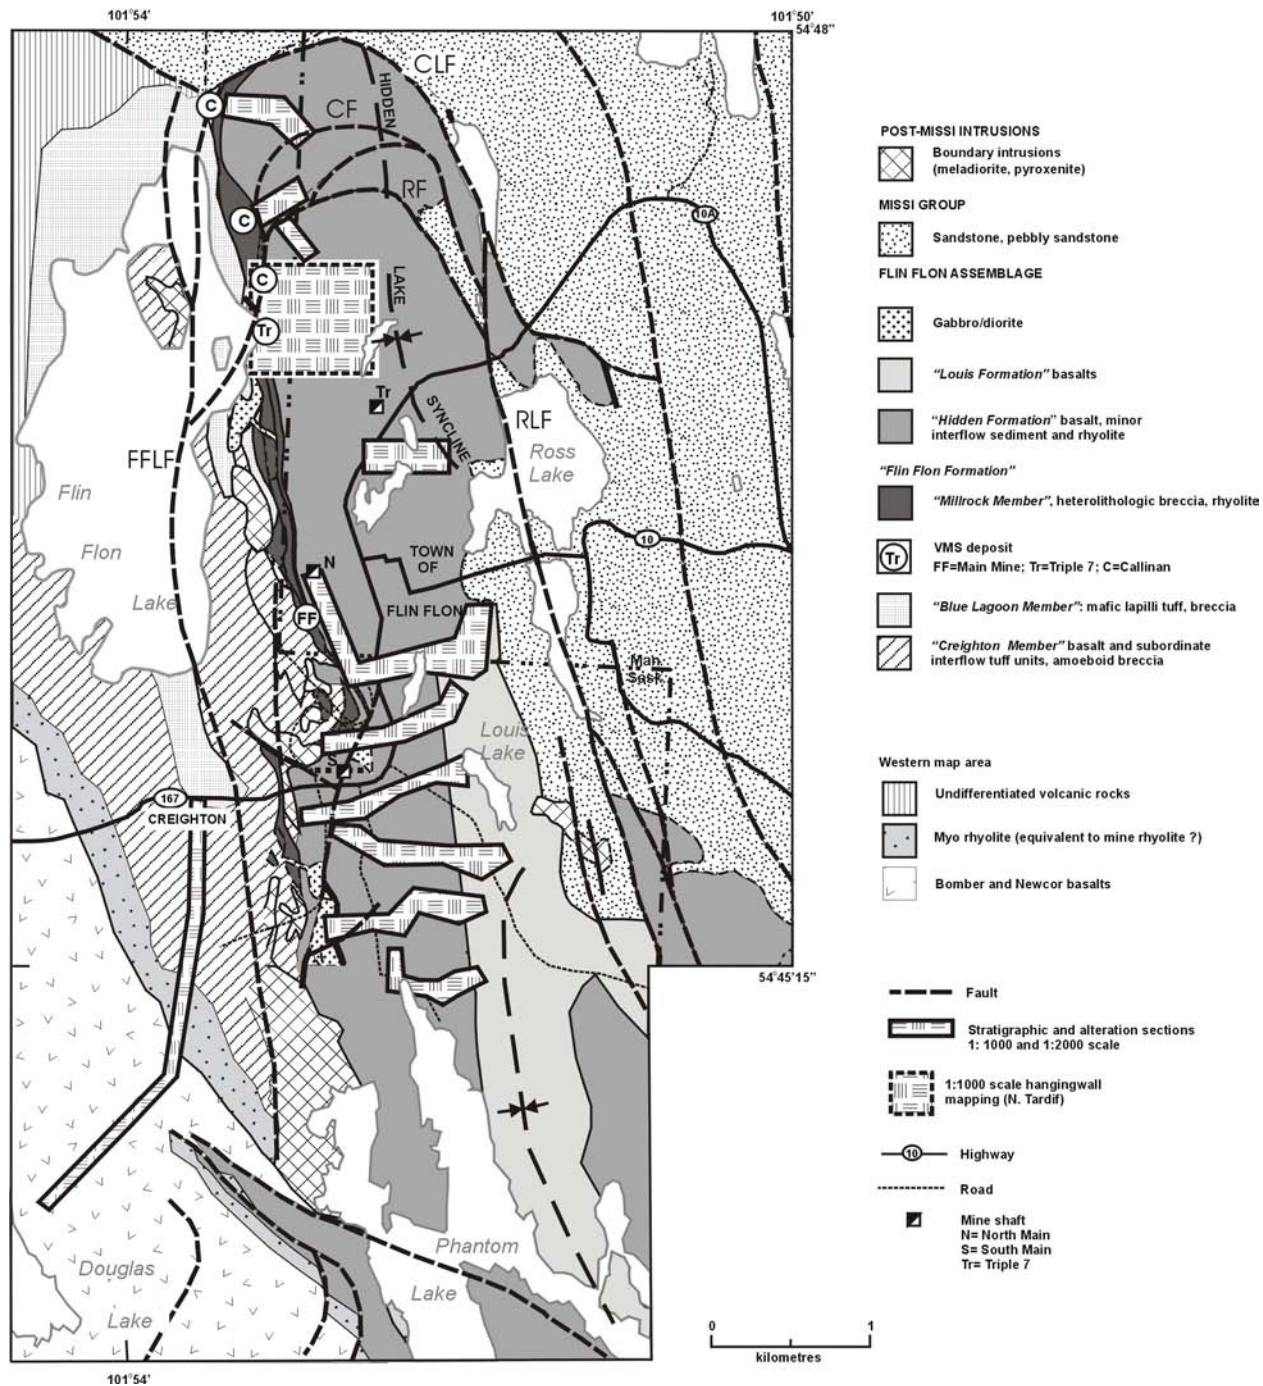 101°54'
101°50'
54°48"
CLF
HIDDEN
CF
C
RF
10A
C
LAKE
C
Tr
Tr
SYNCLINE
RLF
Ross
Lake
FFLF
Flin
Flon
Lake
10
TOWN
OF
N
FLIN FLON
FF
Man.
Sask.
Louis
Lake
S
167
CREIGHTON
54°45'15"
Phantom
Lake
Douglas
Lake
101°54'
POST-MISSI INTRUSIONS
Boundary intrusions
(meladiorite, pyroxenite)
MISSI GROUP
Sandstone, pebbly sandstone
FLIN FLON ASSEMBLAGE
Gabbro/diorite
"Louis Formation" basalts
"Hidden Formation" basalt, minor
interflow sediment and rhyolite
"Flin Flon Formation"
"Millrock Member", heterolithologic breccia, rhyolite
Tr
VMS deposit
FF=Main Mine; Tr=Triple 7; C=Callinan
"Blue Lagoon Member": mafic lapilli tuff, breccia
"Creighton Member" basalt and subordinate
interflow tuff units, amoeboid breccia
Western map area
Undifferentiated volcanic rocks
Myo rhyolite (equivalent to mine rhyolite ?)
Bomber and Newcor basalts
Fault
Stratigraphic and alteration sections
1: 1000 and 1:2000 scale
1:1000 scale hangingwall
mapping (N. Tardif)
10
Highway
Road
Mine shaft
N= North Main
S= South Main
Tr= Triple 7
0 1
kilometres